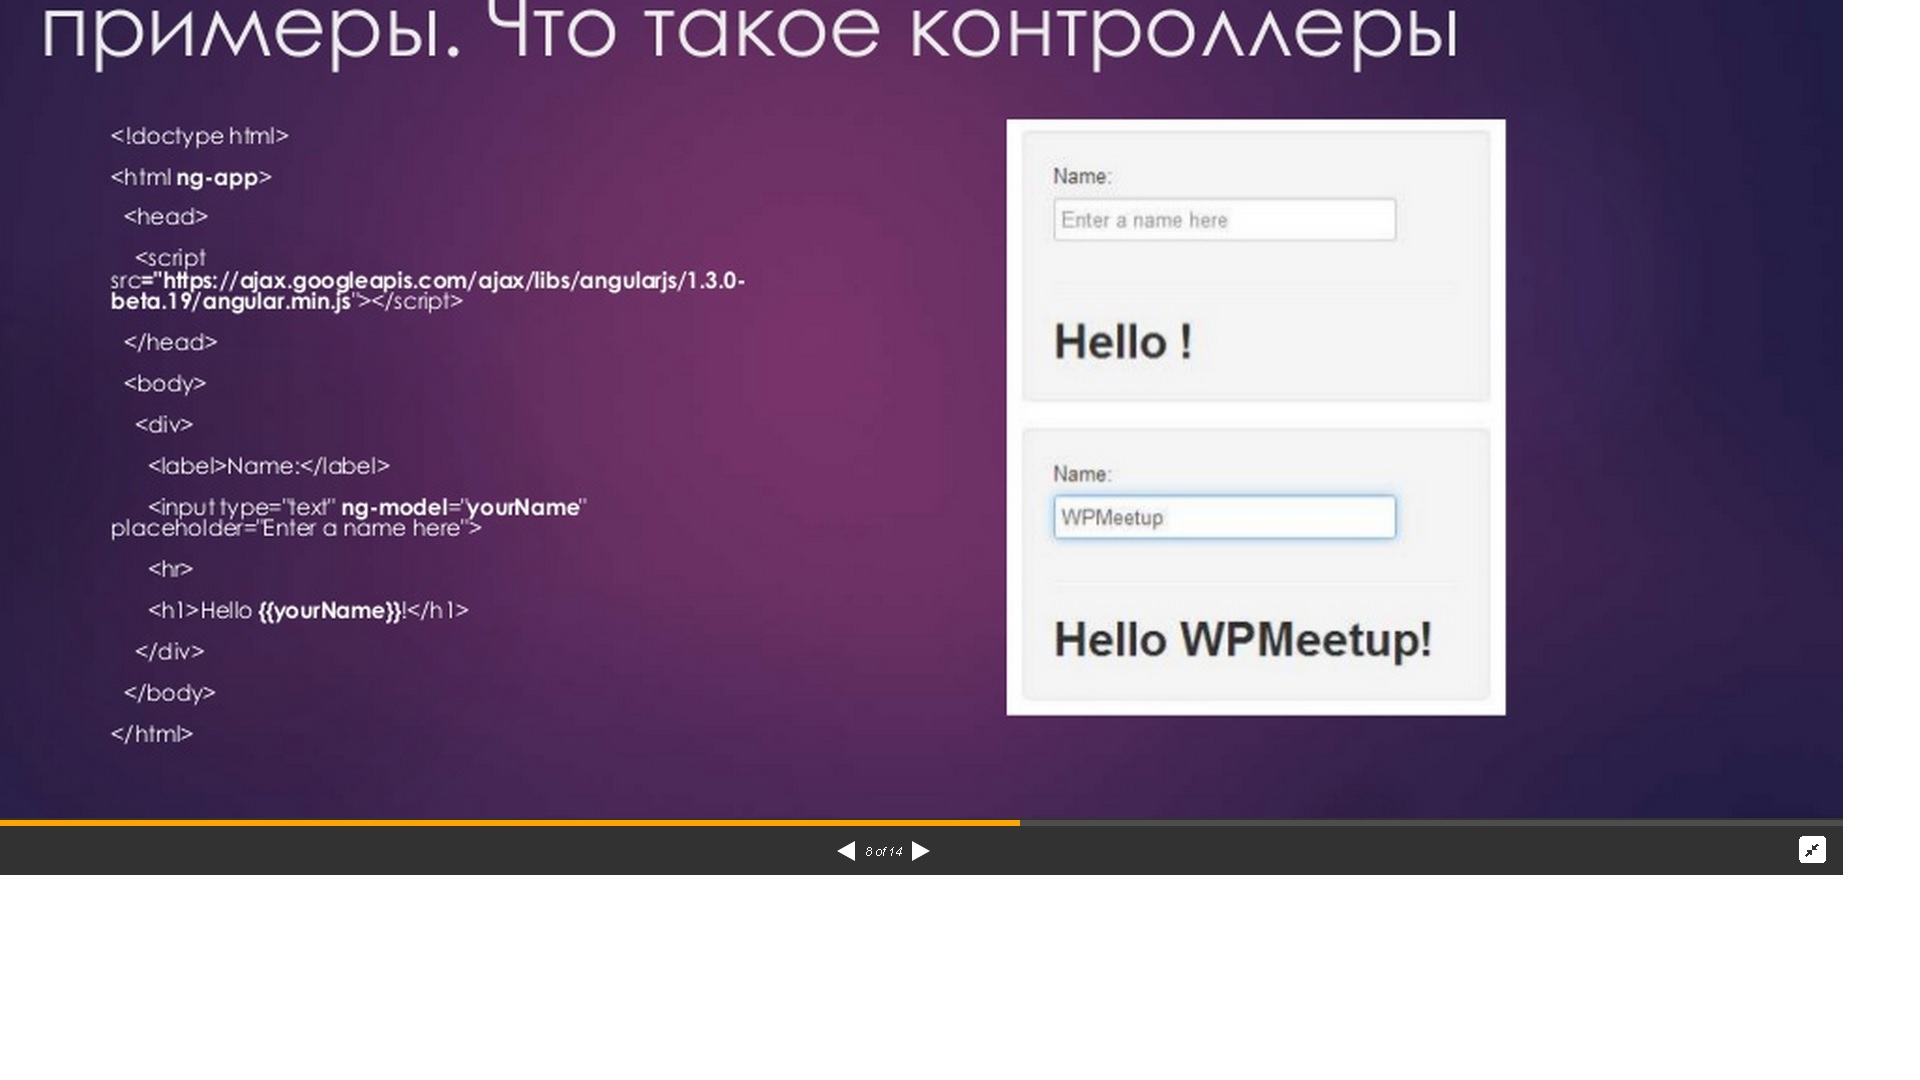 примеры. Что такое контроллеры
<!doctype html>
<html ng-app>
<head>
<script
src="https://ajax.googleapis.com/ajax/libs/angularjs/1.3.0-
beta.19/angular.min.js"></script>
</head>
<body>
<div>
<label>Name:</label>
<input type="text" ng-model="yourName"
placeholder="Enter a name here">
<hr>
<h1>Hello {{yourName}}!</h1>
</div>
</body>
</html>
Name:
Enter a name here
Hello !
Name:
WPMeetup
Hello WPMeetup!
8 of 14